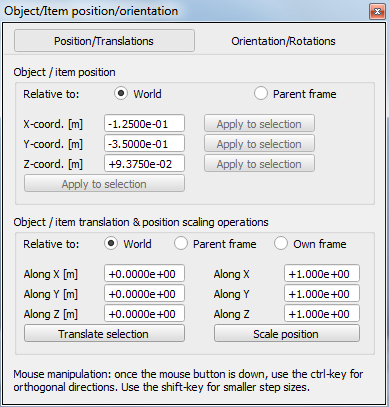 Object/Item position/orientation
Position/Translations Orientation/Rotations
Object / item position
Relative to: World Parent frame
X-coord. [m] -1.2500e-01 Apply to selection
Y-coord. [m] -3.5000e-01 Apply to selection
Z-coord. [m] +9.3750e-02 Apply to selection
Apply to selection
Object / item translation & position scaling operations
Relative to: World Parent frame Own frame
Along X [m] +0.0000e+00 Along X +1.000e+00
Along Y [m] +0.0000e+00 Along Y +1.000e+00
Along Z [m] +0.0000e+00 Along Z +1.000e+00
Translate selection Scale position
Mouse manipulation: once the mouse button is down, use the ctrl-key for
orthogonal directions. Use the shift-key for smaller step sizes.